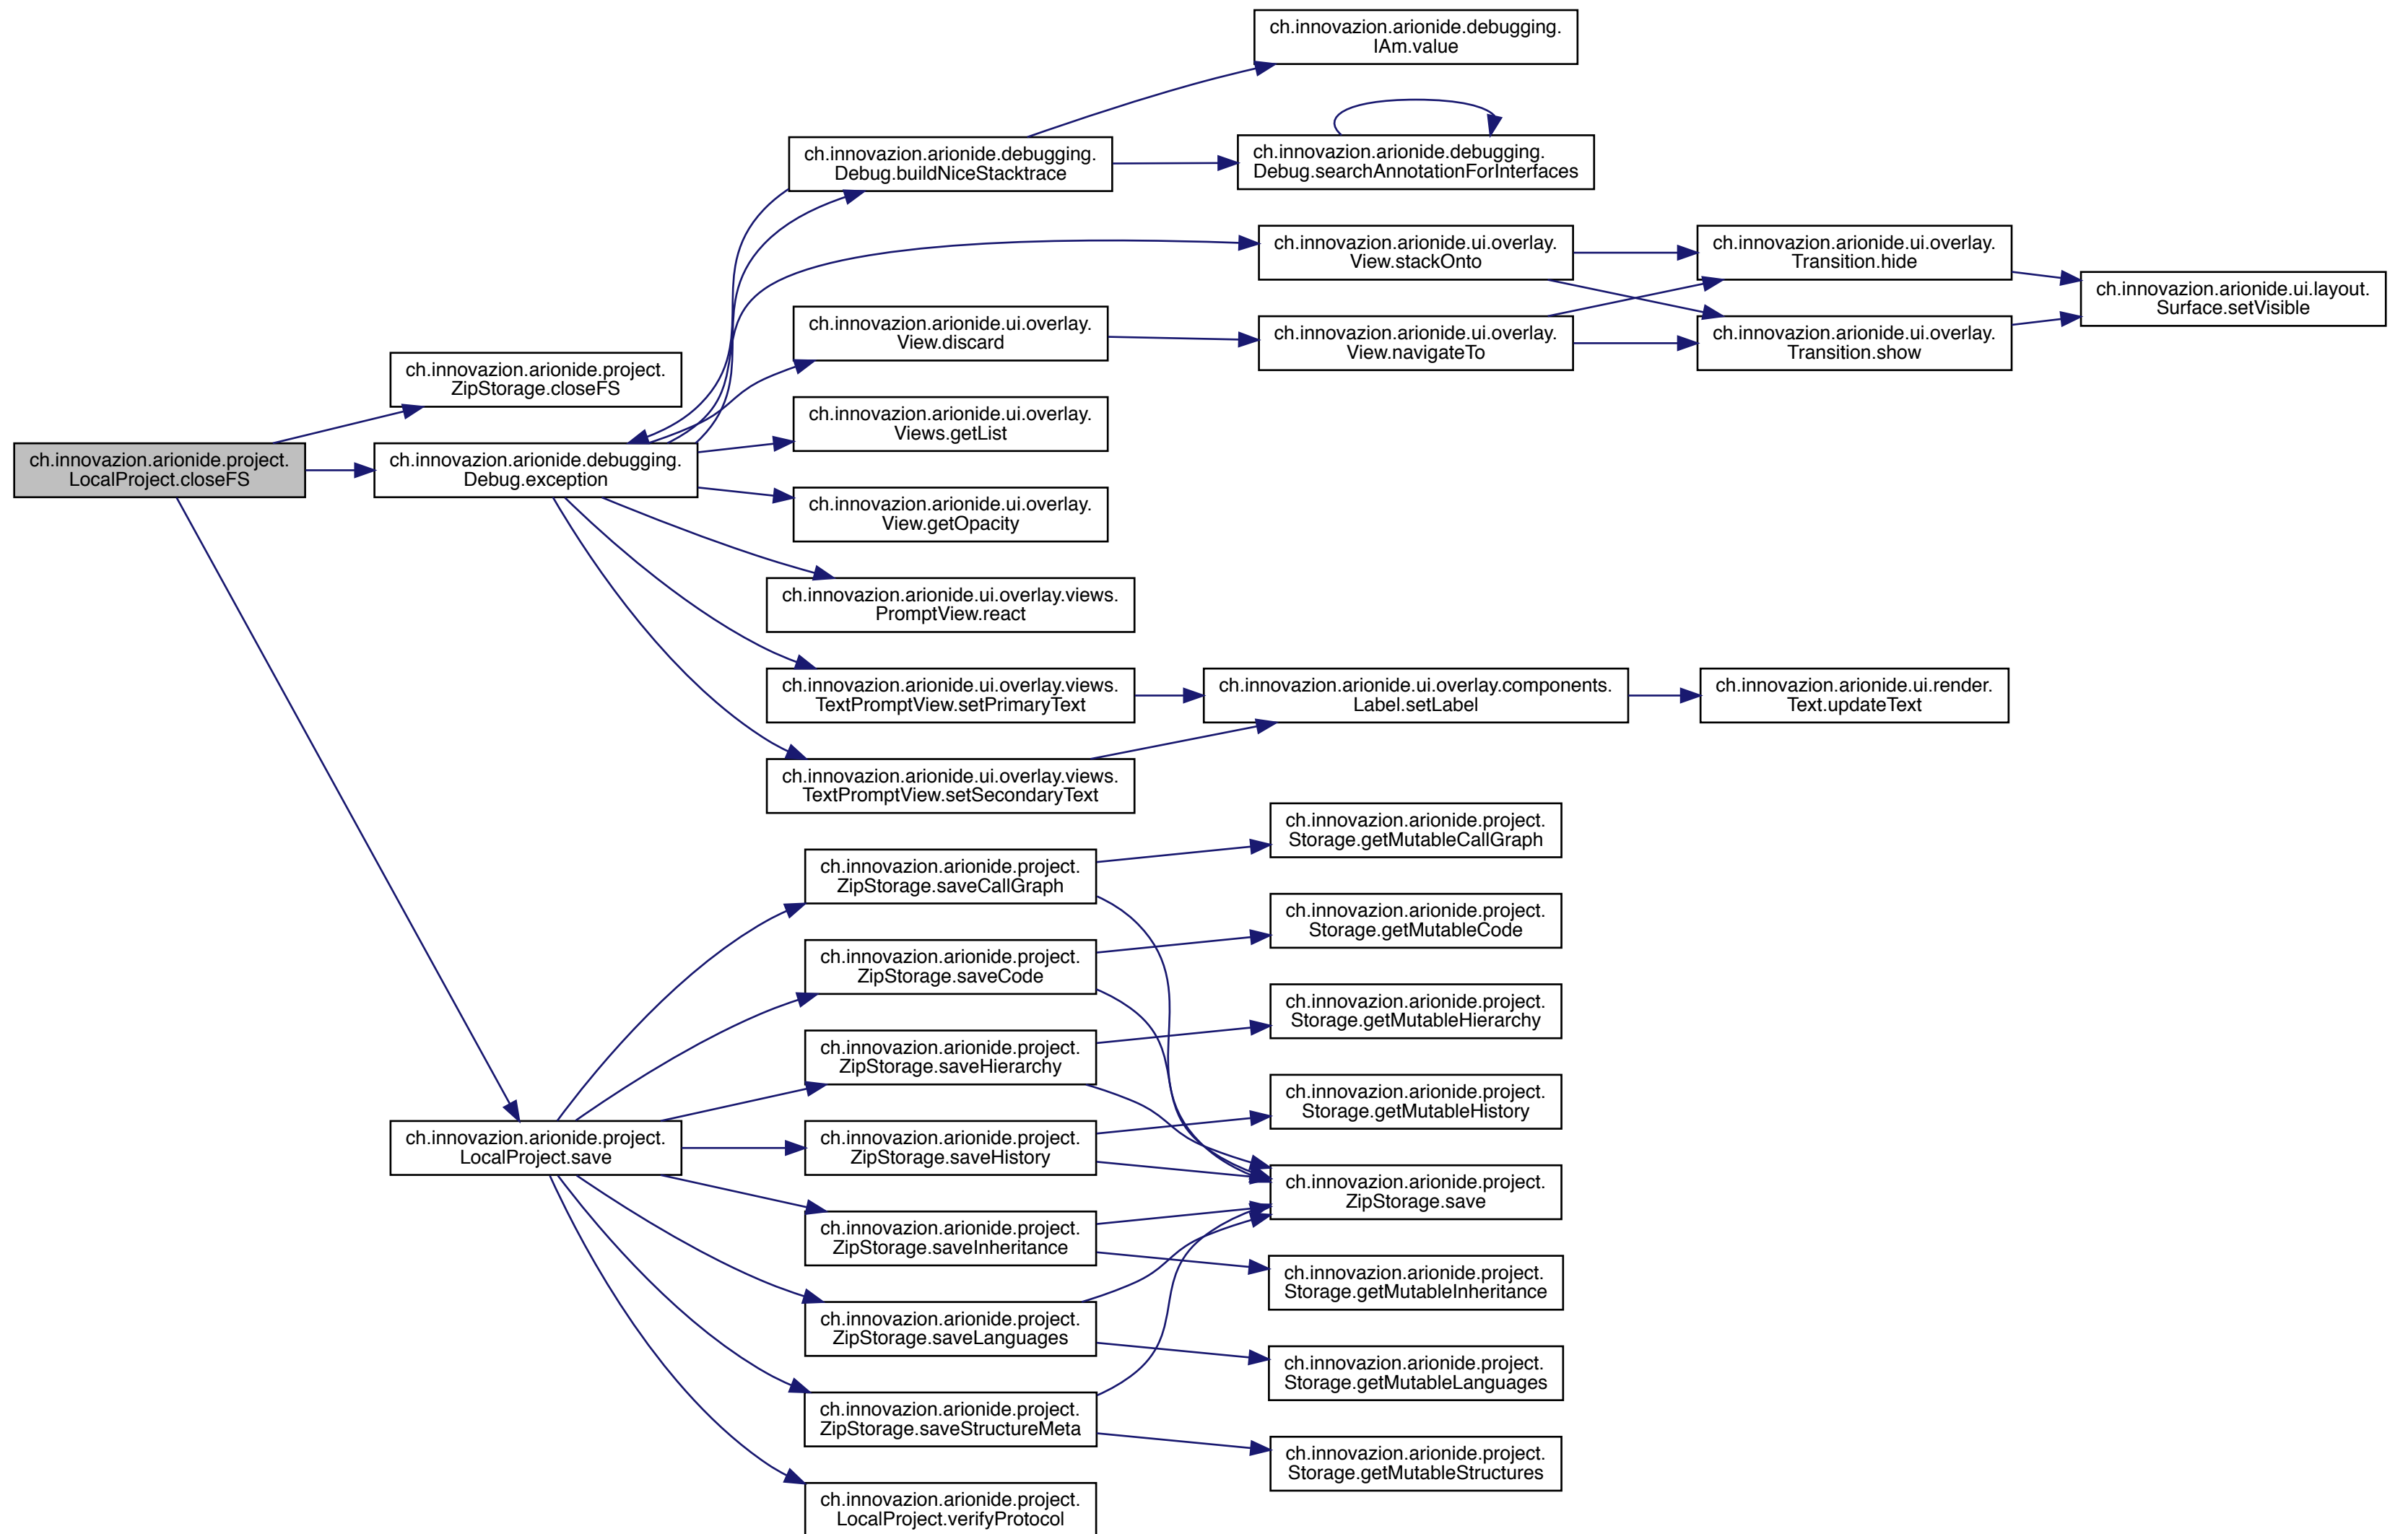 ch.innovazion.arionide.debugging.
IAm.value
ch.innovazion.arionide.debugging.
Debug.buildNiceStacktrace
ch.innovazion.arionide.debugging.
Debug.searchAnnotationForInterfaces
ch.innovazion.arionide.ui.overlay.
View.stackOnto
ch.innovazion.arionide.ui.overlay.
Transition.hide
ch.innovazion.arionide.ui.layout.
Surface.setVisible
ch.innovazion.arionide.ui.overlay.
View.discard
ch.innovazion.arionide.ui.overlay.
View.navigateTo
ch.innovazion.arionide.ui.overlay.
Transition.show
ch.innovazion.arionide.project.
ZipStorage.closeFS
ch.innovazion.arionide.ui.overlay.
Views.getList
ch.innovazion.arionide.project.
LocalProject.closeFS
ch.innovazion.arionide.debugging.
Debug.exception
ch.innovazion.arionide.ui.overlay.
View.getOpacity
ch.innovazion.arionide.ui.overlay.views.
PromptView.react
ch.innovazion.arionide.ui.overlay.views.
TextPromptView.setPrimaryText
ch.innovazion.arionide.ui.overlay.components.
Label.setLabel
ch.innovazion.arionide.ui.render.
Text.updateText
ch.innovazion.arionide.ui.overlay.views.
TextPromptView.setSecondaryText
ch.innovazion.arionide.project.
Storage.getMutableCallGraph
ch.innovazion.arionide.project.
ZipStorage.saveCallGraph
ch.innovazion.arionide.project.
Storage.getMutableCode
ch.innovazion.arionide.project.
ZipStorage.saveCode
ch.innovazion.arionide.project.
Storage.getMutableHierarchy
ch.innovazion.arionide.project.
ZipStorage.saveHierarchy
ch.innovazion.arionide.project.
Storage.getMutableHistory
ch.innovazion.arionide.project.
LocalProject.save
ch.innovazion.arionide.project.
ZipStorage.saveHistory
ch.innovazion.arionide.project.
ZipStorage.save
ch.innovazion.arionide.project.
ZipStorage.saveInheritance
ch.innovazion.arionide.project.
Storage.getMutableInheritance
ch.innovazion.arionide.project.
ZipStorage.saveLanguages
ch.innovazion.arionide.project.
Storage.getMutableLanguages
ch.innovazion.arionide.project.
ZipStorage.saveStructureMeta
ch.innovazion.arionide.project.
Storage.getMutableStructures
ch.innovazion.arionide.project.
LocalProject.verifyProtocol